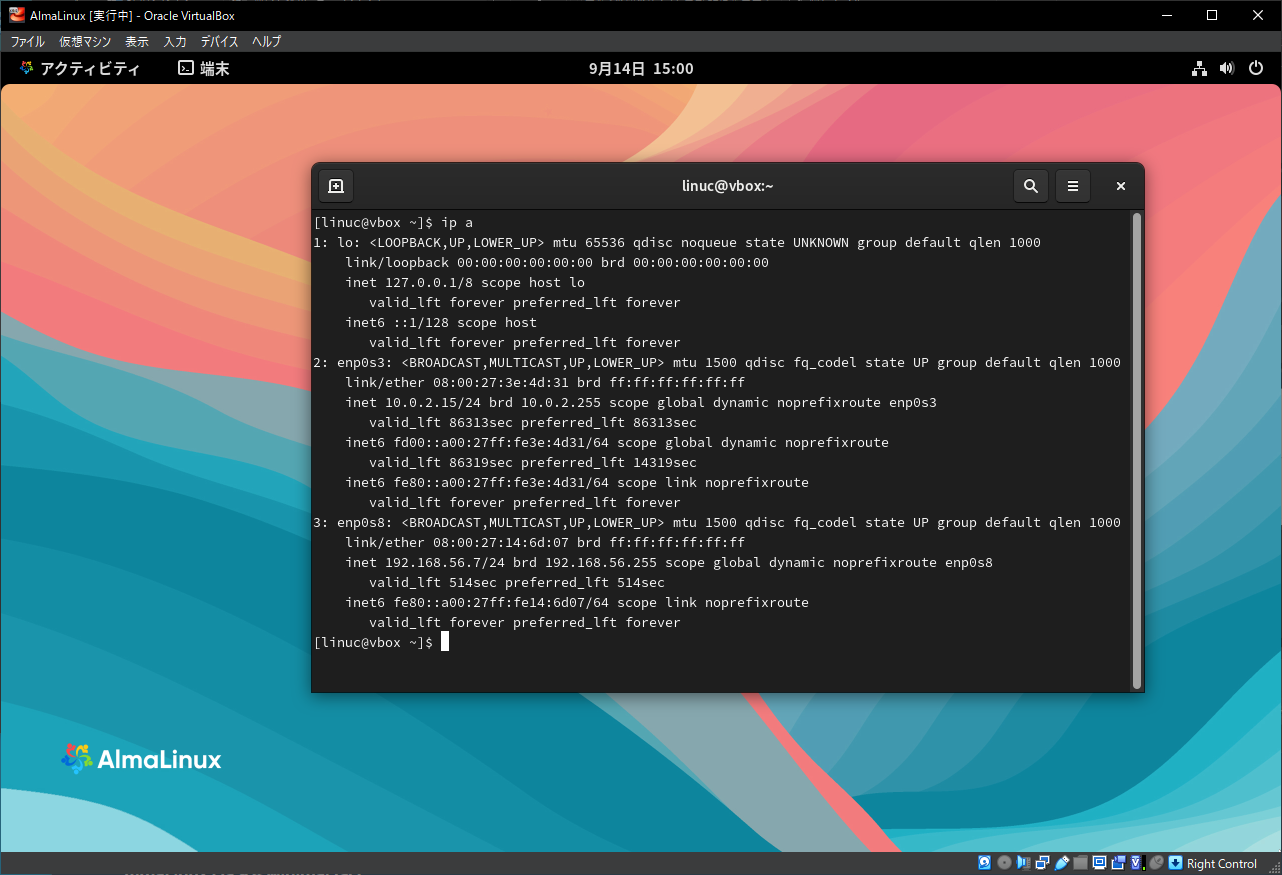 AlmaLinux [実行中] - Oracle VirtualBox
ファイル 仮想マシン 表示 入力 デバイス ヘルプ
アクティビティ 端末 9月14日 15:00
linuc@vbox:~
[linuc@vbox ~]$ ip a
1: lo: <LOOPBACK,UP,LOWER_UP> mtu 65536 qdisc noqueue state UNKNOWN group default qlen 1000
link/loopback 00:00:00:00:00:00 brd 00:00:00:00:00:00
inet 127.0.0.1/8 scope host lo
valid_lft forever preferred_lft forever
inet6 ::1/128 scope host
valid_lft forever preferred_lft forever
2: enp0s3: <BROADCAST,MULTICAST,UP,LOWER_UP> mtu 1500 qdisc fq_codel state UP group default qlen 1000
link/ether 08:00:27:3e:4d:31 brd ff:ff:ff:ff:ff:ff
inet 10.0.2.15/24 brd 10.0.2.255 scope global dynamic noprefixroute enp0s3
valid_lft 86313sec preferred_lft 86313sec
inet6 fd00::a00:27ff:fe3e:4d31/64 scope global dynamic noprefixroute
valid_lft 86319sec preferred_lft 14319sec
inet6 fe80::a00:27ff:fe3e:4d31/64 scope link noprefixroute
valid_lft forever preferred_lft forever
3: enp0s8: <BROADCAST,MULTICAST,UP,LOWER_UP> mtu 1500 qdisc fq_codel state UP group default qlen 1000
link/ether 08:00:27:14:6d:07 brd ff:ff:ff:ff:ff:ff
inet 192.168.56.7/24 brd 192.168.56.255 scope global dynamic noprefixroute enp0s8
valid_lft 514sec preferred_lft 514sec
inet6 fe80::a00:27ff:fe14:6d07/64 scope link noprefixroute
valid_lft forever preferred_lft forever
[linuc@vbox ~]$
AlmaLinux
Right Control